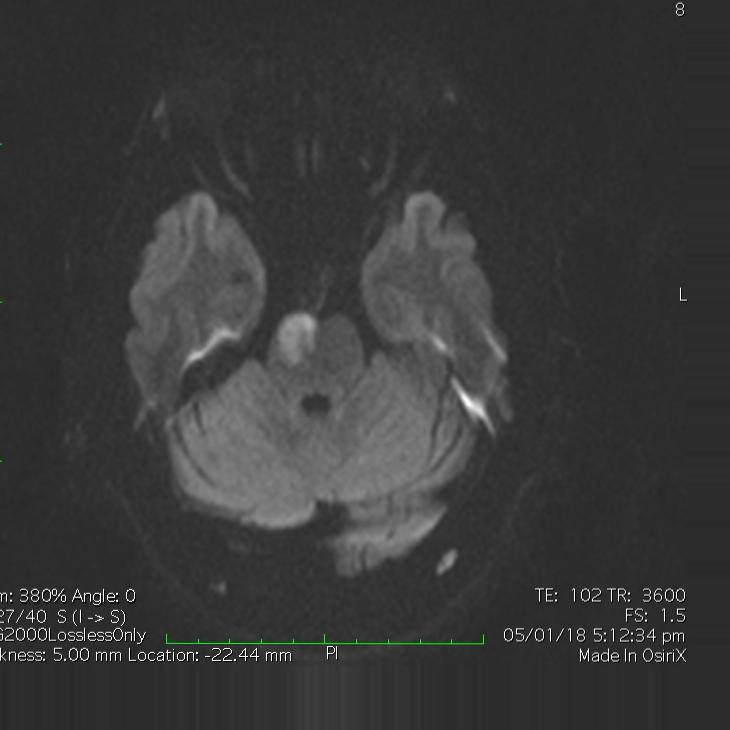 8
L
m: 380% Angle: 0
27/40 S (I -> S)
G2000LosslessOnly
kness: 5.00 mm Location: -22.44 mm
PI
TE: 102 TR: 3600
FS: 1.5
05/01/18 5:12:34 pm
Made In OsiriX